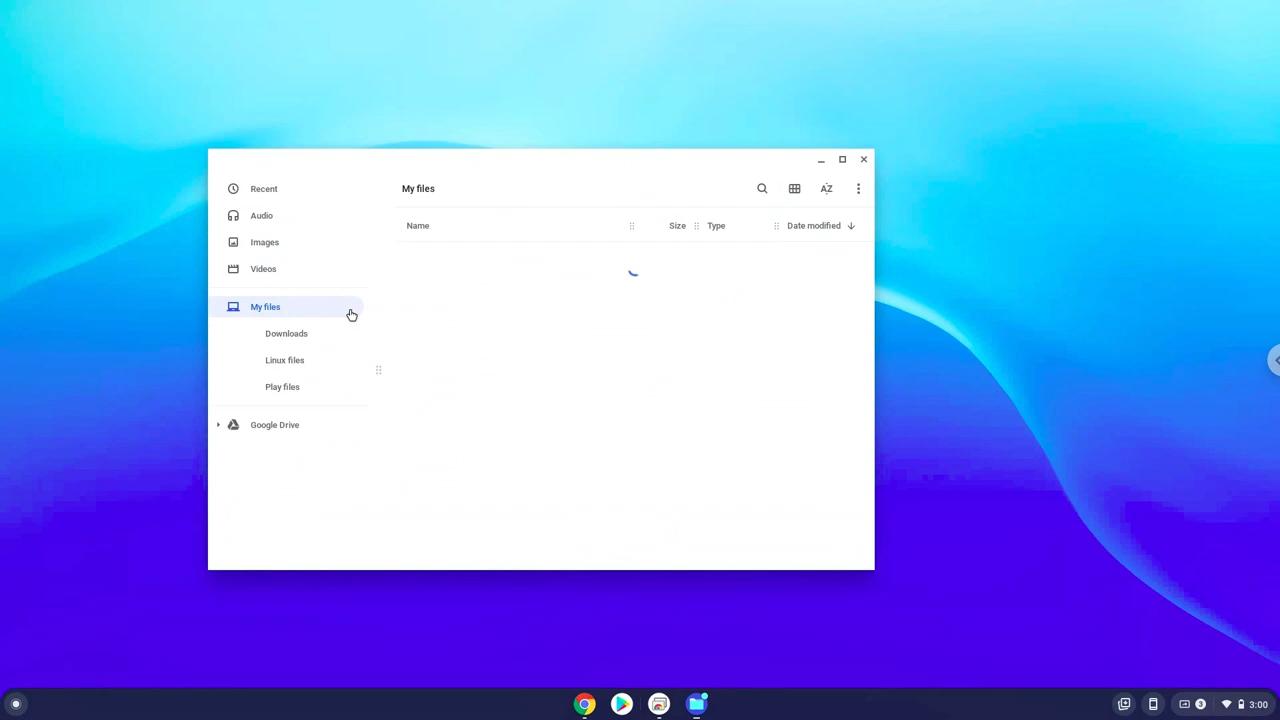 Recent
Audio
Images
Videos
My files
Downloads
Linux files
Play files
Google Drive
My files
AZ
Name Size Type Date modified
3 3:00